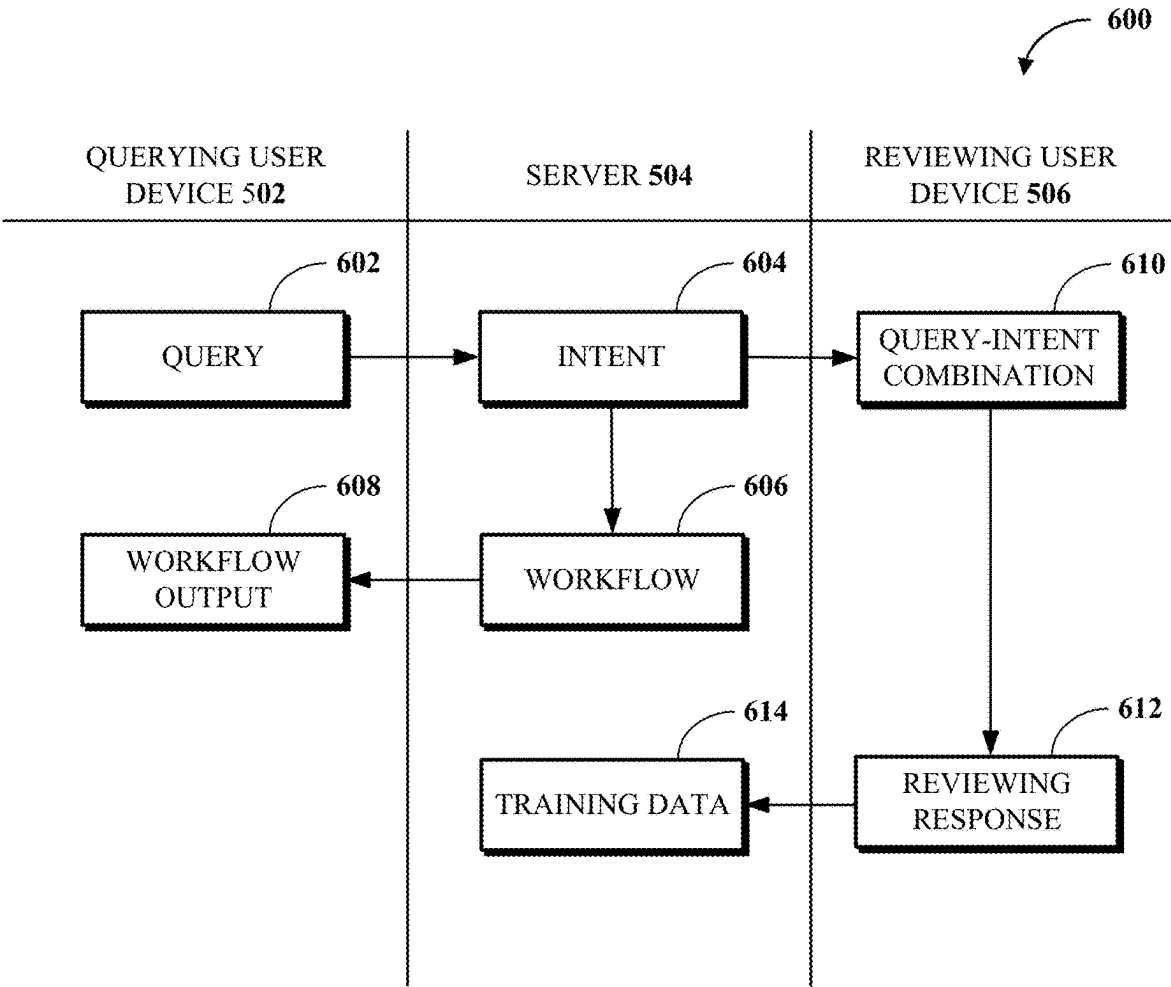 600
QUERYING USER
DEVICE 502
SERVER 504
REVIEWING USER
DEVICE 506
602
604
610
QUERY
INTENT
QUERY-INTENT
COMBINATION
608
606
WORKFLOW
OUTPUT
WORKFLOW
614
612
TRAINING DATA
REVIEWING
RESPONSE